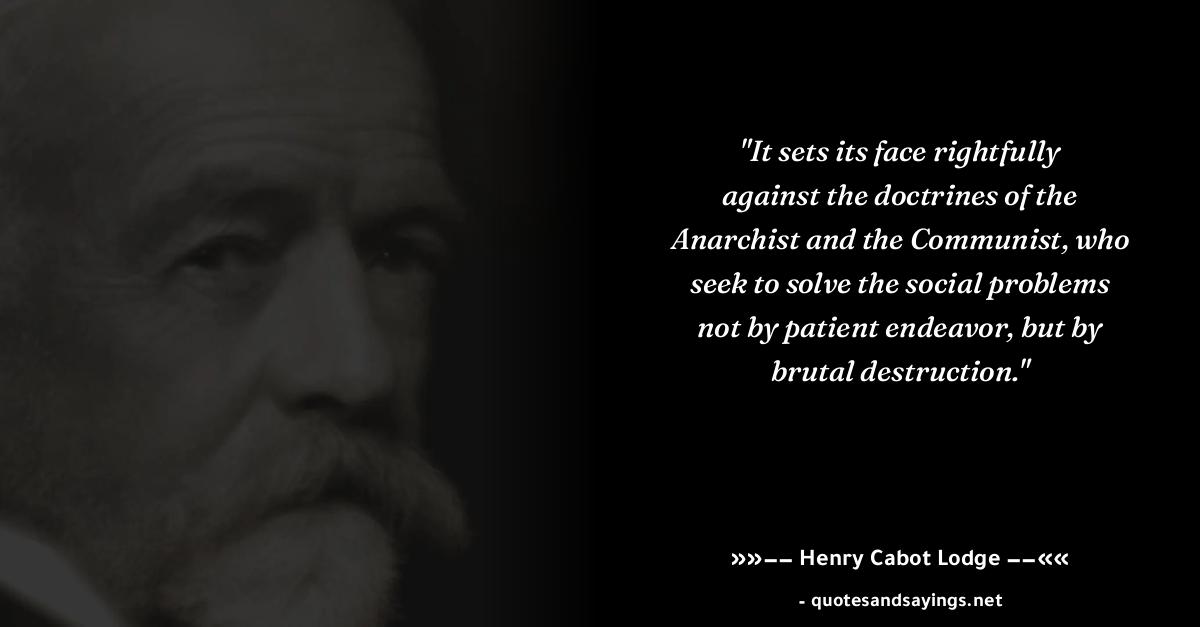 "It sets its face rightfully
against the doctrines of the
Anarchist and the Communist, who
seek to solve the social problems
not by patient endeavor, but by
brutal destruction."
»»–– Henry Cabot Lodge ––««
- quotesandsayings.net